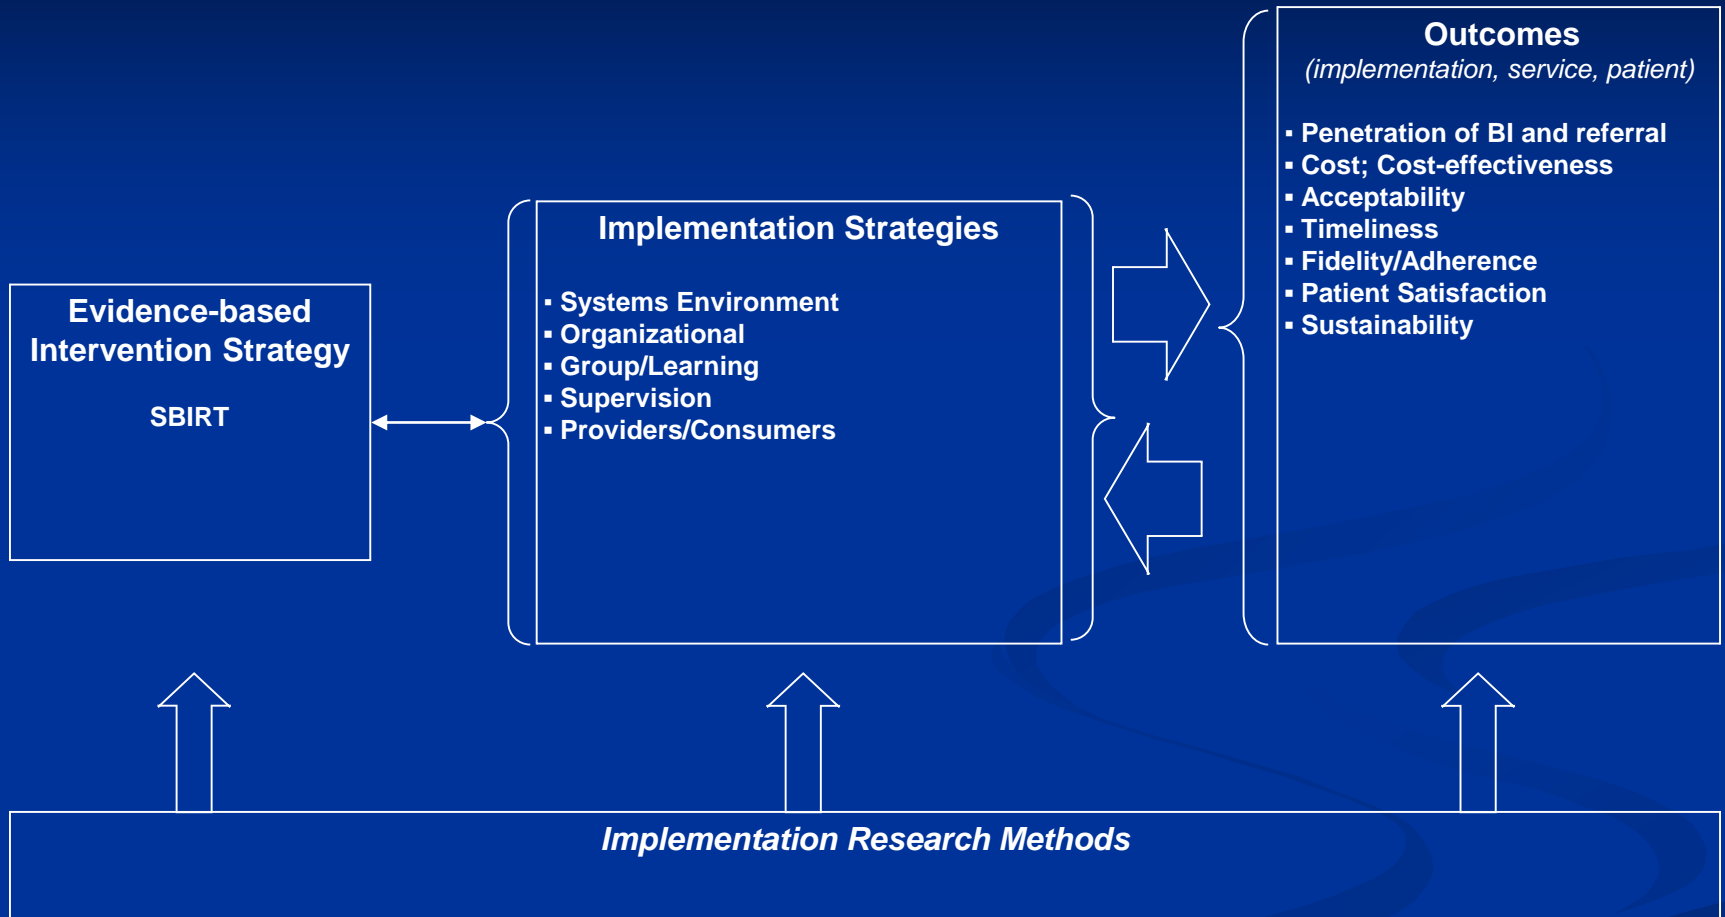 Evidence-based
Intervention Strategy
SBIRT
Implementation Strategies
▪ Systems Environment
▪ Organizational
▪ Group/Learning
▪ Supervision
▪ Providers/Consumers
Outcomes
(implementation, service, patient)
▪ Penetration of BI and referral
▪ Cost; Cost-effectiveness
▪ Acceptability
▪ Timeliness
▪ Fidelity/Adherence
▪ Patient Satisfaction
▪ Sustainability
Implementation Research Methods